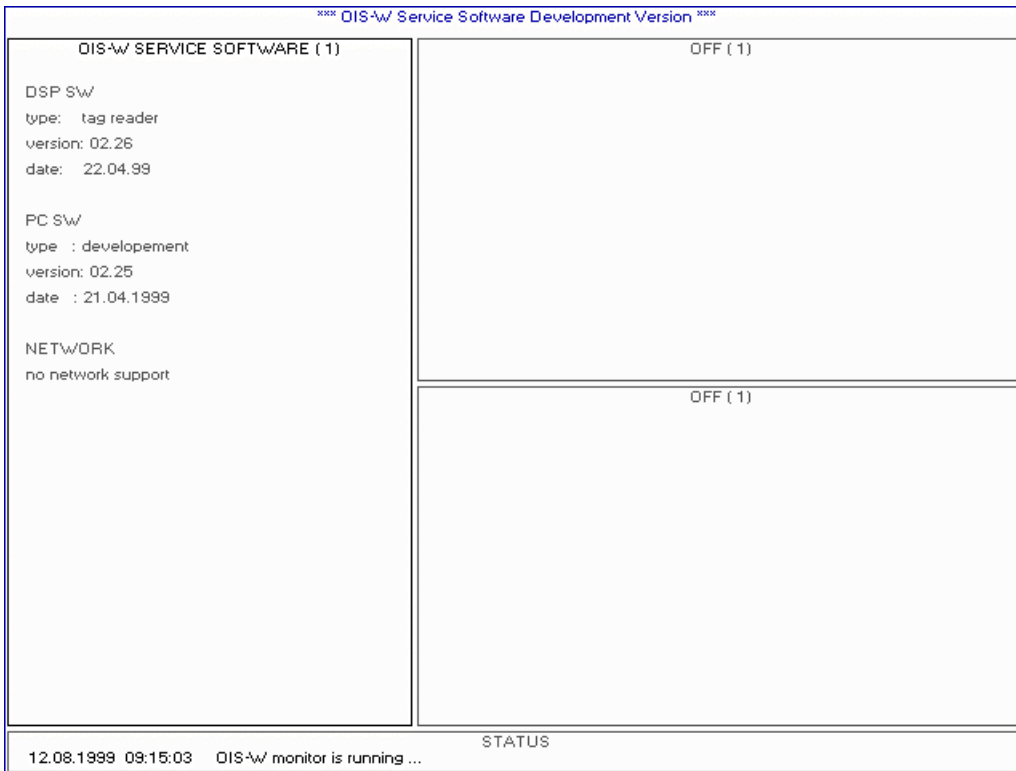 *** OIS-W Service Software Development Version ***
OIS-W SERVICE SOFTWARE ( 1 )
DSP SW
type: tag reader
version: 02.26
date: 22.04.99
PC SW
type : developement
version: 02.25
date : 21.04.1999
NETWORK
no network support
OFF ( 1 )
OFF ( 1 )
STATUS
12.08.1999 09:15:03 OIS-W monitor is running ...